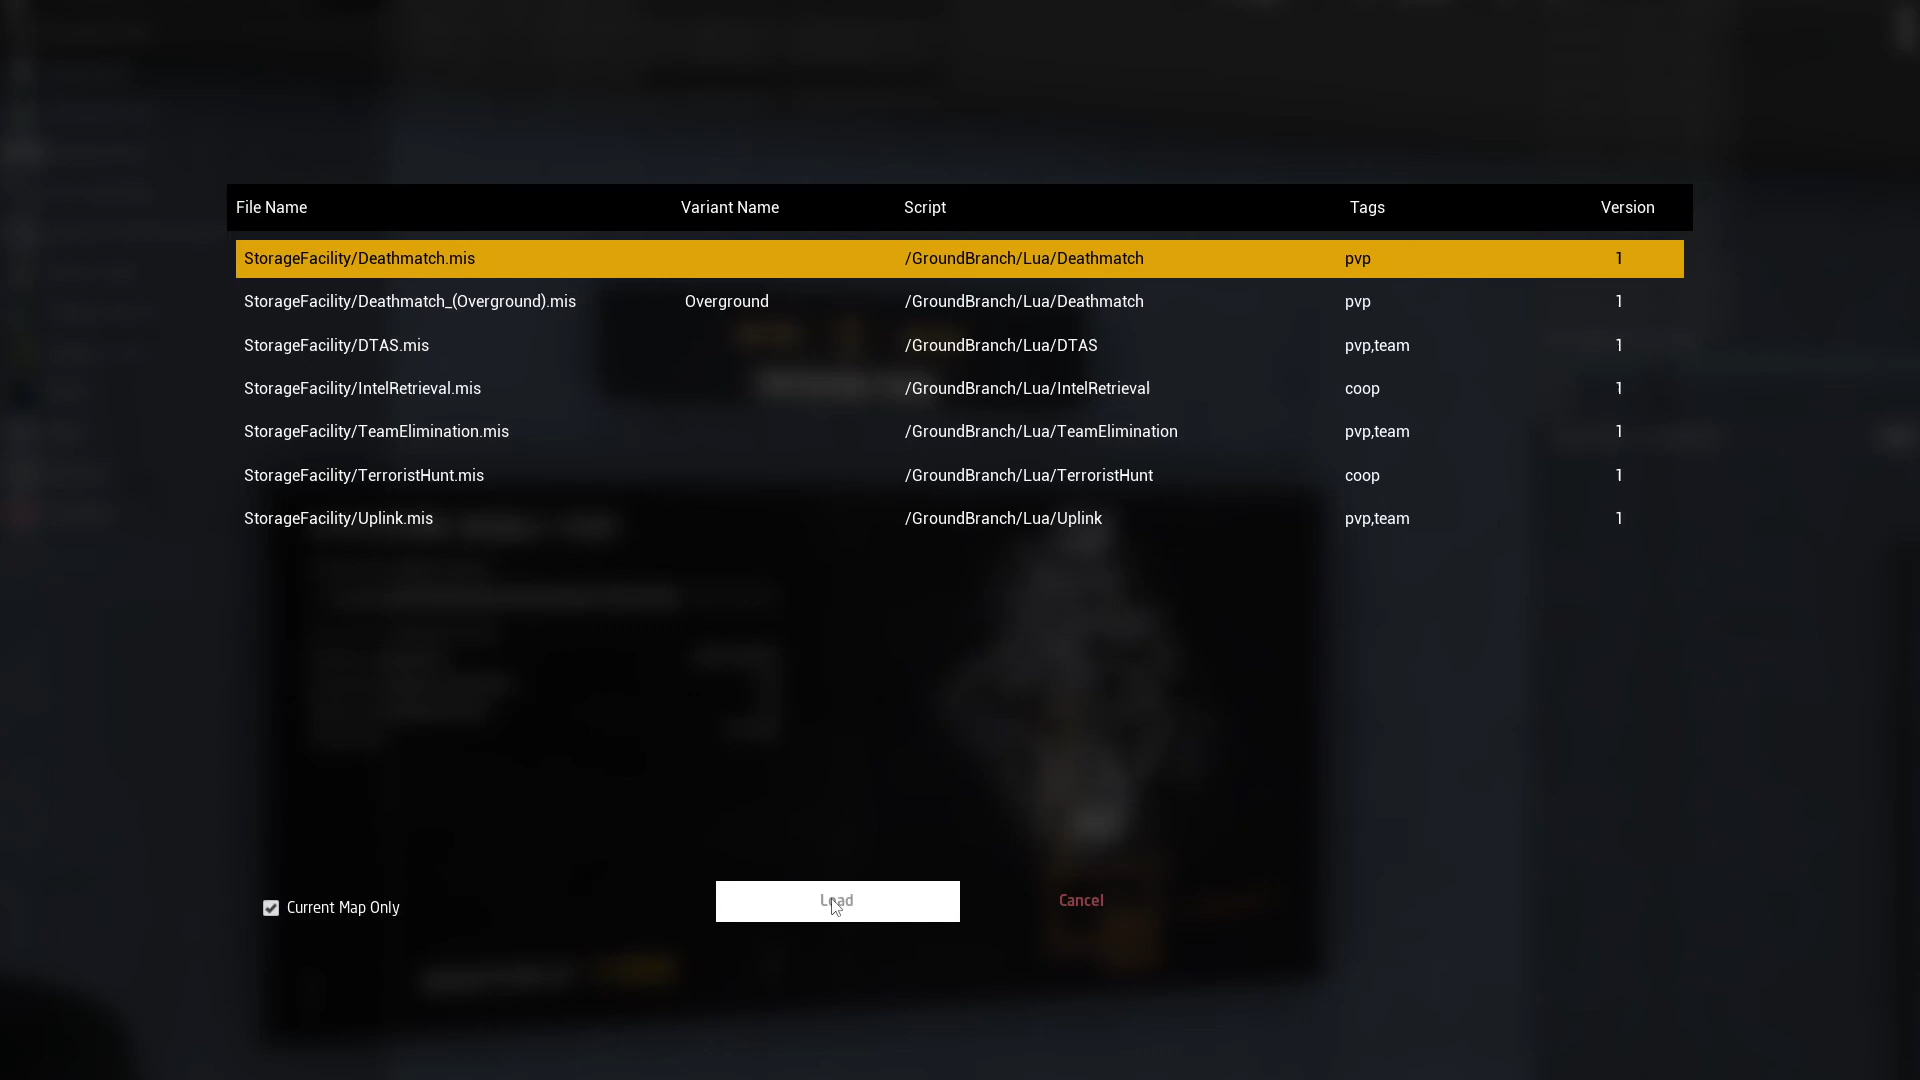 File Name Variant Name Script Tags Version
StorageFacility/Deathmatch.mis /GroundBranch/Lua/Deathmatch pvp 1
StorageFacility/Deathmatch_(Overground).mis Overground /GroundBranch/Lua/Deathmatch pvp 1
StorageFacility/DTAS.mis /GroundBranch/Lua/DTAS pvp,team 1
StorageFacility/IntelRetrieval.mis /GroundBranch/Lua/IntelRetrieval coop 1
StorageFacility/TeamElimination.mis /GroundBranch/Lua/TeamElimination pvp,team 1
StorageFacility/TerroristHunt.mis /GroundBranch/Lua/TerroristHunt coop 1
StorageFacility/Uplink.mis /GroundBranch/Lua/Uplink pvp,team 1
Current Map Only Load Cancel